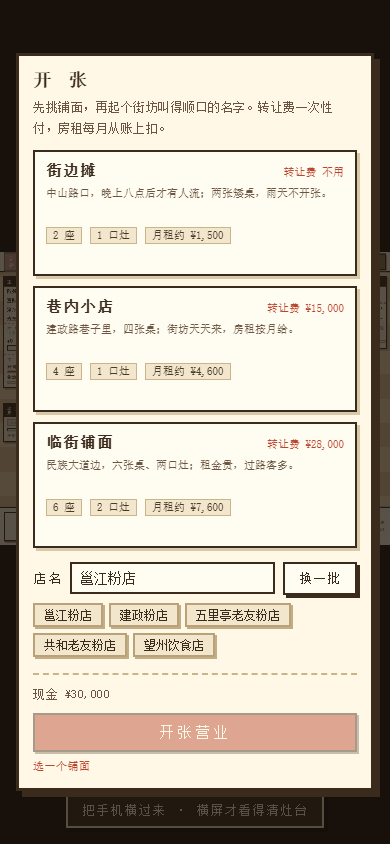 开 张
先挑铺面，再起个街坊叫得顺口的名字。转让费一次性
付，房租每月从账上扣。
街边摊 转让费 不用
中山路口，晚上八点后才有人流；两张矮桌，雨天不开张。
2 座 1 口灶 月租约 ¥1,500
巷内小店 转让费 ¥15,000
建政路巷子里，四张桌；街坊天天来，房租按月给。
4 座 1 口灶 月租约 ¥4,600
临街铺面 转让费 ¥28,000
民族大道边，六张桌、两口灶；租金贵，过路客多。
6 座 2 口灶 月租约 ¥7,600
店名 邕江粉店 换一批
邕江粉店 建政粉店 五里亭老友粉店
共和老友粉店 望州饮食店
现金 ¥30,000
开张营业
选一个铺面
把手机横过来 · 横屏才看得清灶台